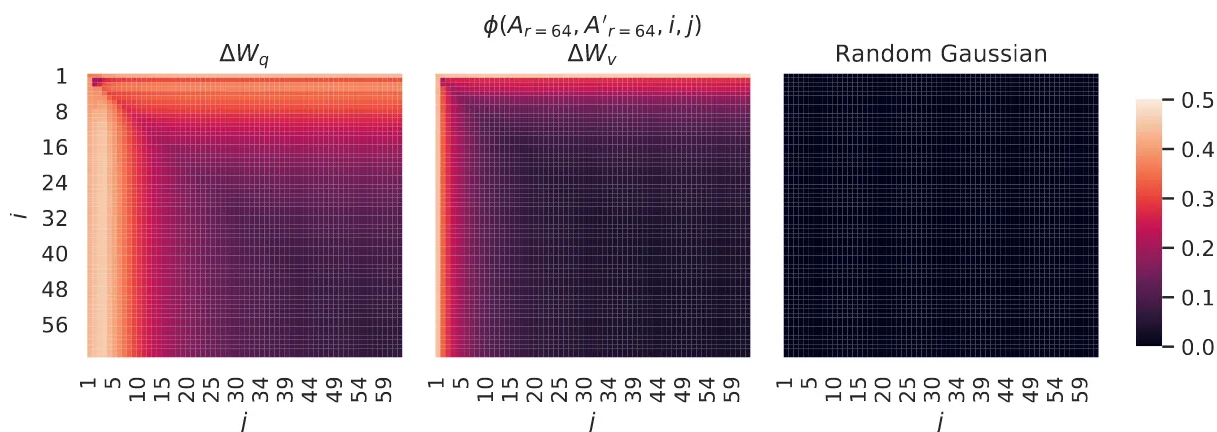 ϕ(A_{r=64}, A′_{r=64}, i, j)
ΔW_q
ΔW_v
Random Gaussian
i
1
8
16
24
32
40
48
56
1 5 10 15 20 25 30 34 39 44 49 54 59
1 5 10 15 20 25 30 34 39 44 49 54 59
1 5 10 15 20 25 30 34 39 44 49 54 59
j
j
j
0.5
0.4
0.3
0.2
0.1
0.0